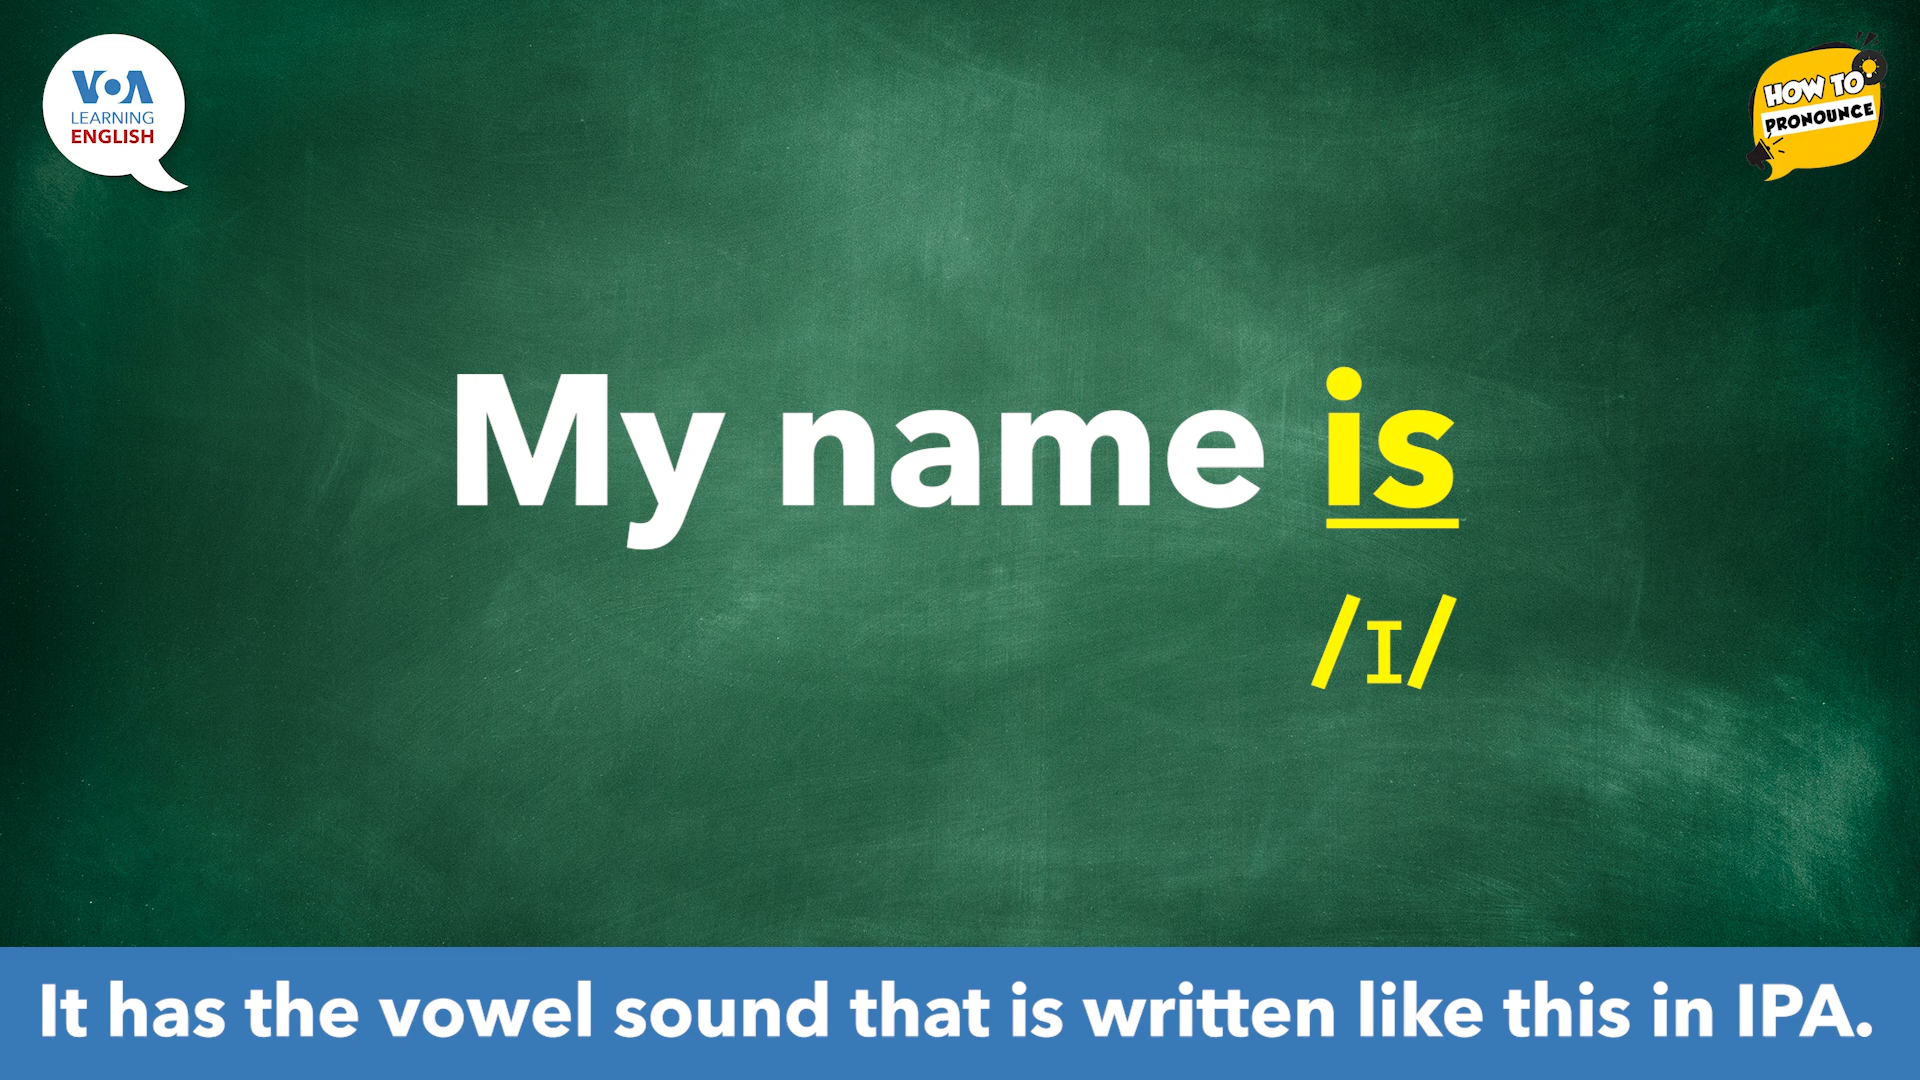 VOA
LEARNING
ENGLISH
HOW TO
PRONOUNCE
My name is
/ɪ/
It has the vowel sound that is written like this in IPA.